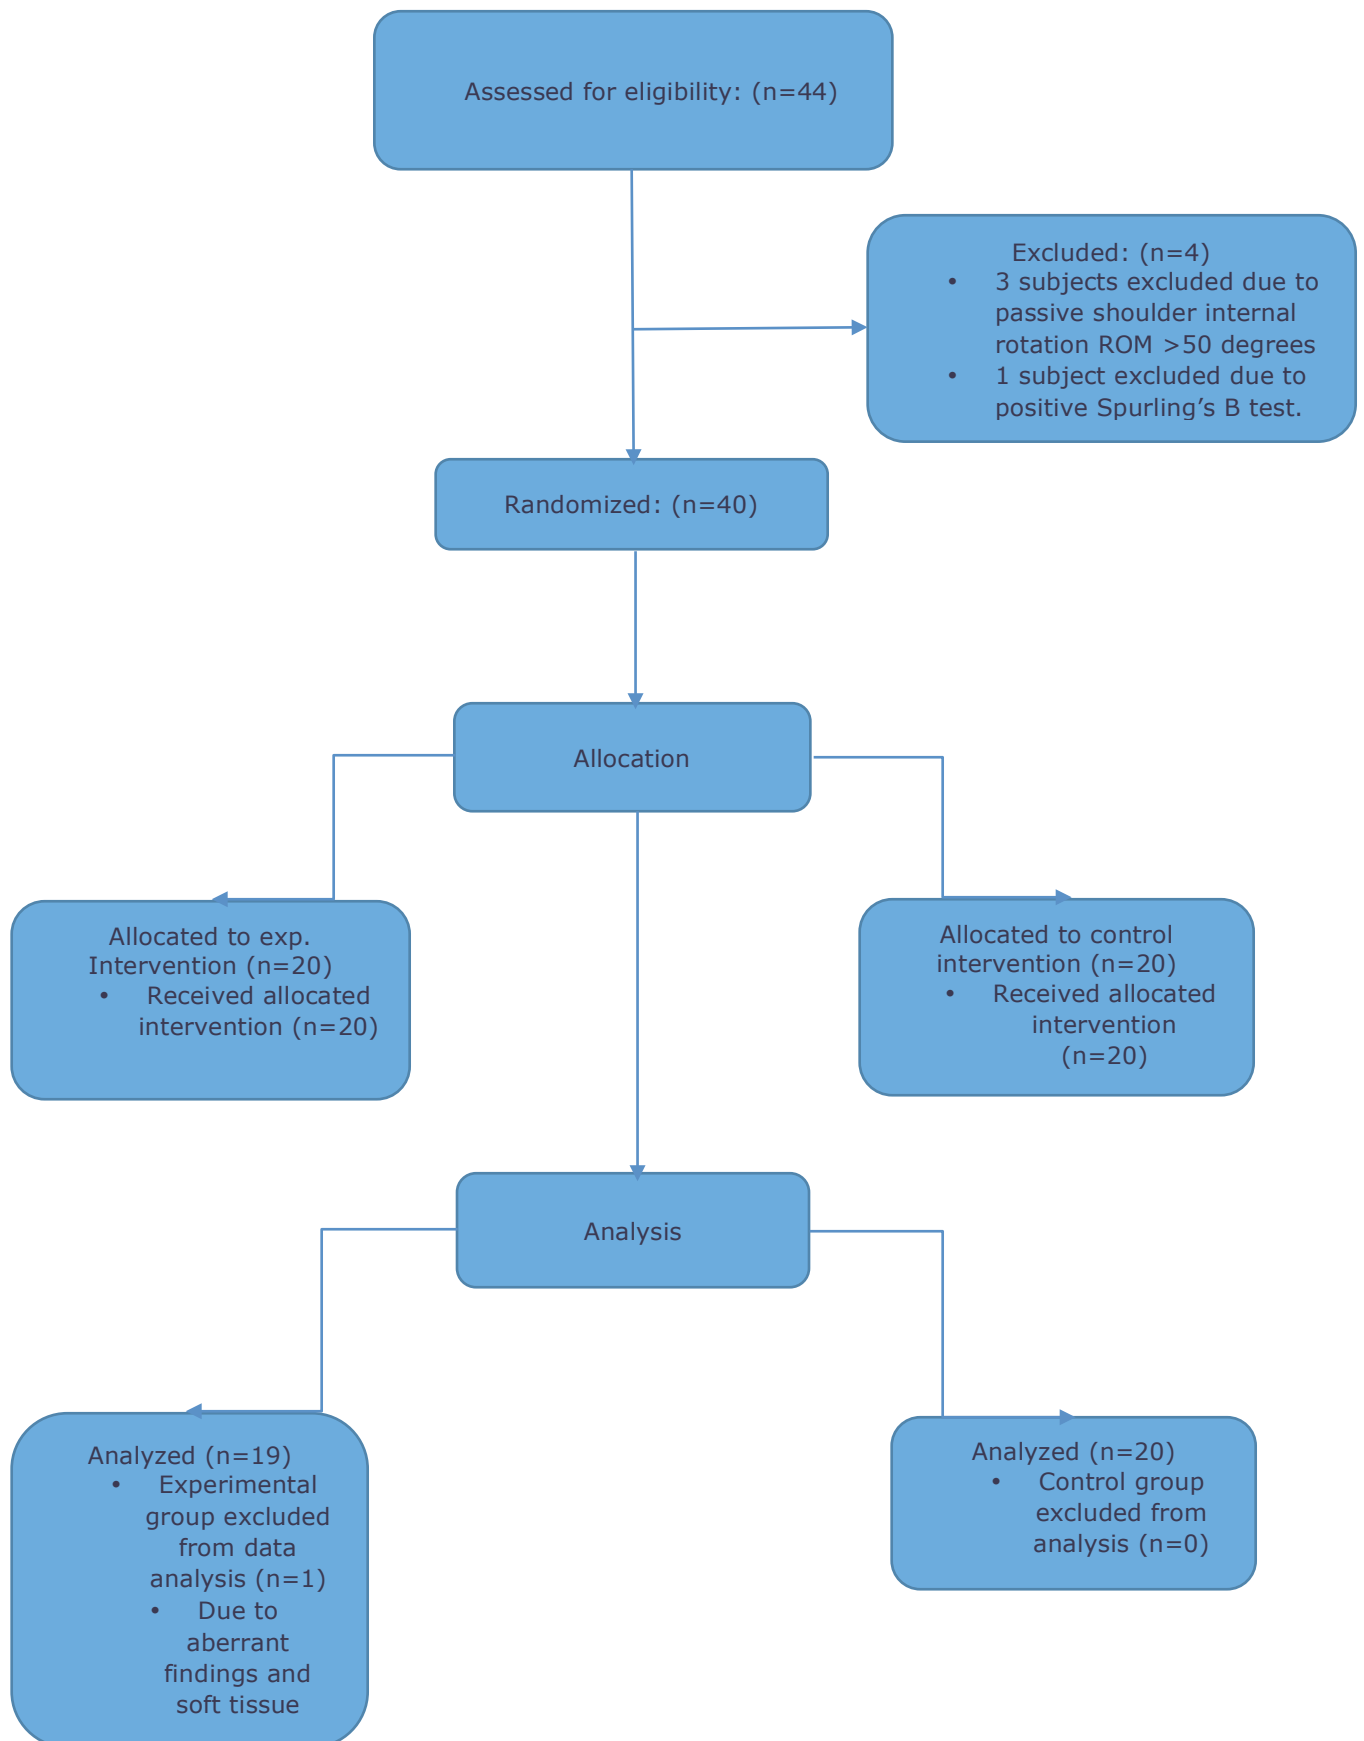 Assessed for eligibility: (n=44)
Excluded: (n=4)
• 3 subjects excluded due to
passive shoulder internal
rotation ROM >50 degrees
• 1 subject excluded due to
positive Spurling’s B test.
Randomized: (n=40)
Allocation
Allocated to exp.
Intervention (n=20)
• Received allocated
intervention (n=20)
Allocated to control
intervention (n=20)
• Received allocated
intervention
(n=20)
Analysis
Analyzed (n=19)
• Experimental
group excluded
from data
analysis (n=1)
• Due to
aberrant
findings and
soft tissue
Analyzed (n=20)
• Control group
excluded from
analysis (n=0)